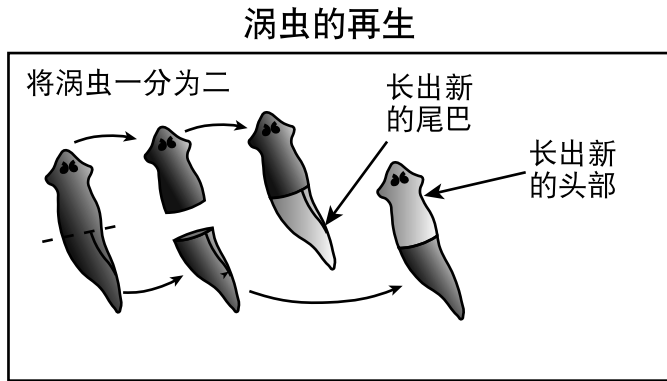 涡虫的再生
将涡虫一分为二
长出新
的尾巴
长出新
的头部